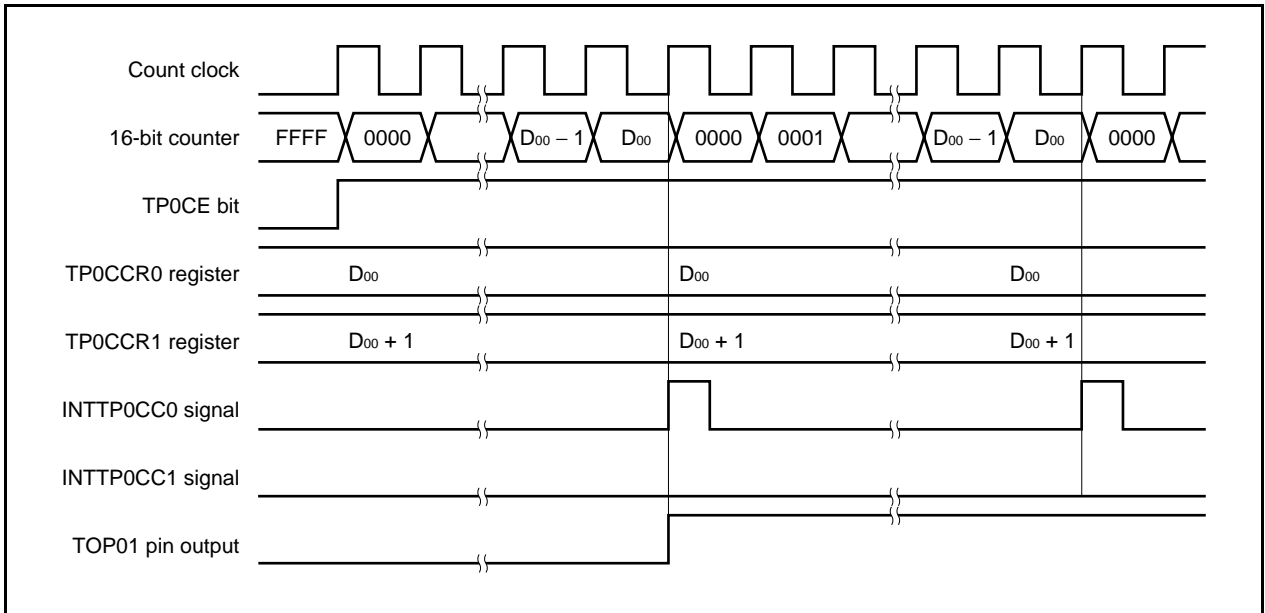 Count clock
16-bit counter FFFF 0000 D₀₀ − 1 D₀₀ 0000 0001 D₀₀ − 1 D₀₀ 0000
TP0CE bit
TP0CCR0 register D₀₀ D₀₀ D₀₀
TP0CCR1 register D₀₀ + 1 D₀₀ + 1 D₀₀ + 1
INTTP0CC0 signal
INTTP0CC1 signal
TOP01 pin output